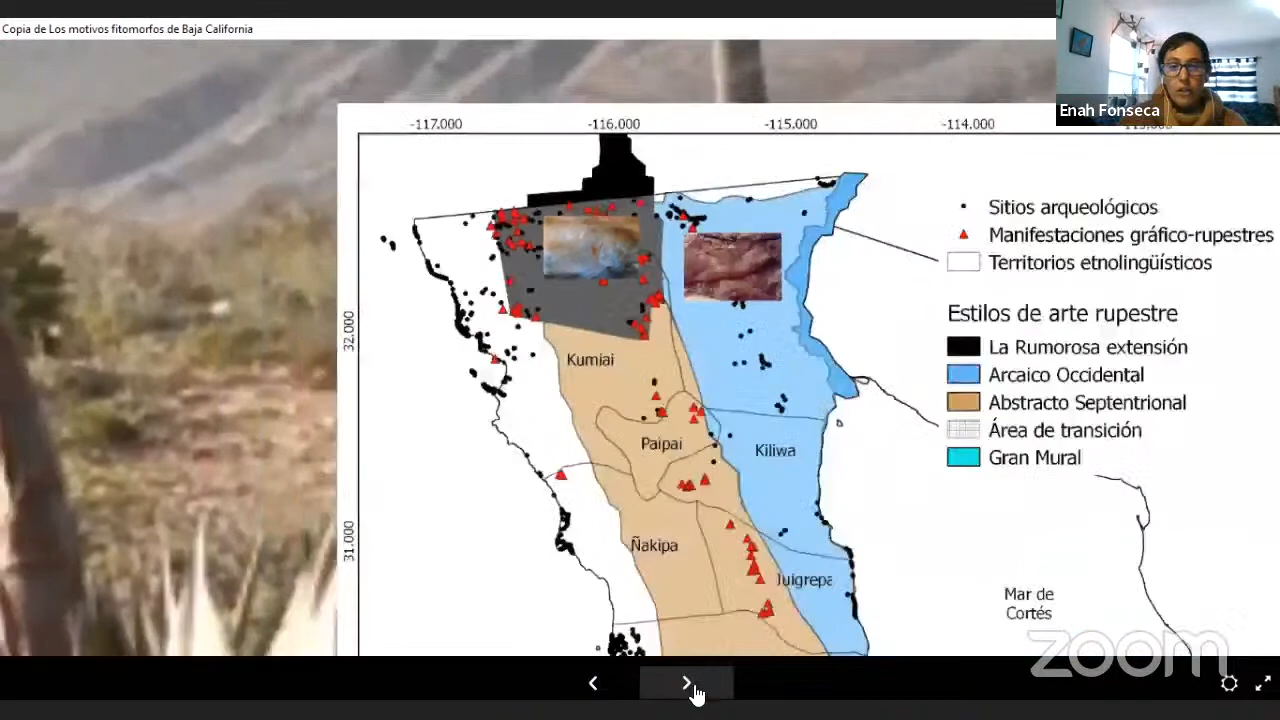 Copia de Los motivos fitomorfos de Baja California
Enah Fonseca
-117.000
-116.000
-115.000
-114.000
Sitios arqueológicos
Manifestaciones gráfico-rupestres
Territorios etnolingüísticos
Estilos de arte rupestre
La Rumorosa extensión
Arcaico Occidental
Abstracto Septentrional
Área de transición
Gran Mural
32.000
31.000
Kumiai
Paipai
Kiliwa
Ñakipa
Juigrepa
Mar de
Cortés
zoom